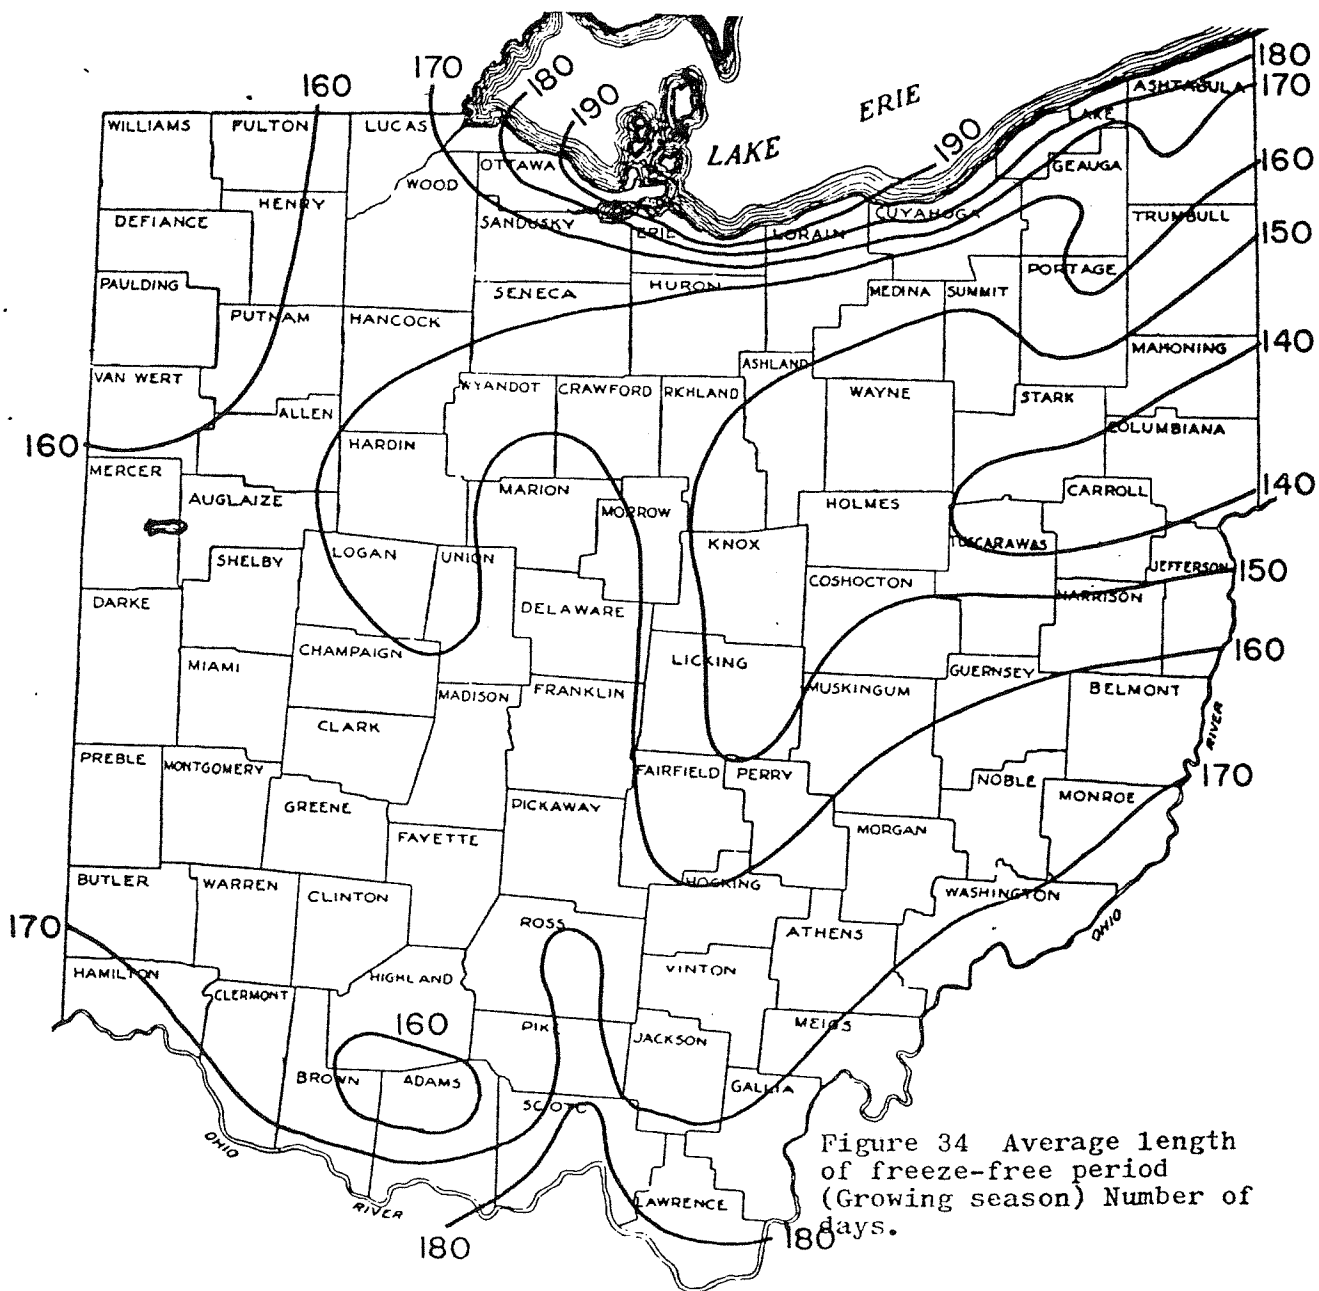 160
170
180
190
LAKE
ERIE
190
180
170
160
150
140
140
150
160
170
WILLIAMS
FULTON
LUCAS
OTTAWA
WOOD
HENRY
DEFIANCE
SANDUSKY
ERIE
LORAIN
CUYAHOGA
LAKE
ASHTABULA
GEAUGA
TRUMBULL
PAULDING
PUTNAM
HANCOCK
SENECA
HURON
MEDINA
SUMMIT
PORTAGE
MAHONING
VAN WERT
ALLEN
HARDIN
WYANDOT
CRAWFORD
RICHLAND
ASHLAND
WAYNE
STARK
COLUMBIANA
160
MERCER
AUGLAIZE
MARION
MORROW
KNOX
HOLMES
CARROLL
TUSCARAWAS
JEFFERSON
SHELBY
LOGAN
UNION
DELAWARE
COSHOCTON
HARRISON
DARKE
MIAMI
CHAMPAIGN
LICKING
GUERNSEY
MADISON
FRANKLIN
MUSKINGUM
BELMONT
CLARK
RIVER
PREBLE
MONTGOMERY
GREENE
PICKAWAY
FAIRFIELD
PERRY
NOBLE
MONROE
FAYETTE
MORGAN
BUTLER
WARREN
CLINTON
HOCKING
WASHINGTON
170
ROSS
ATHENS
OHIO
HAMILTON
CLERMONT
HIGHLAND
VINTON
160
PIKE
JACKSON
MEIGS
BROWN
ADAMS
GALLIA
OHIO
RIVER
LAWRENCE
180
180
Figure 34 Average length
of freeze-free period
(Growing season) Number of
days.